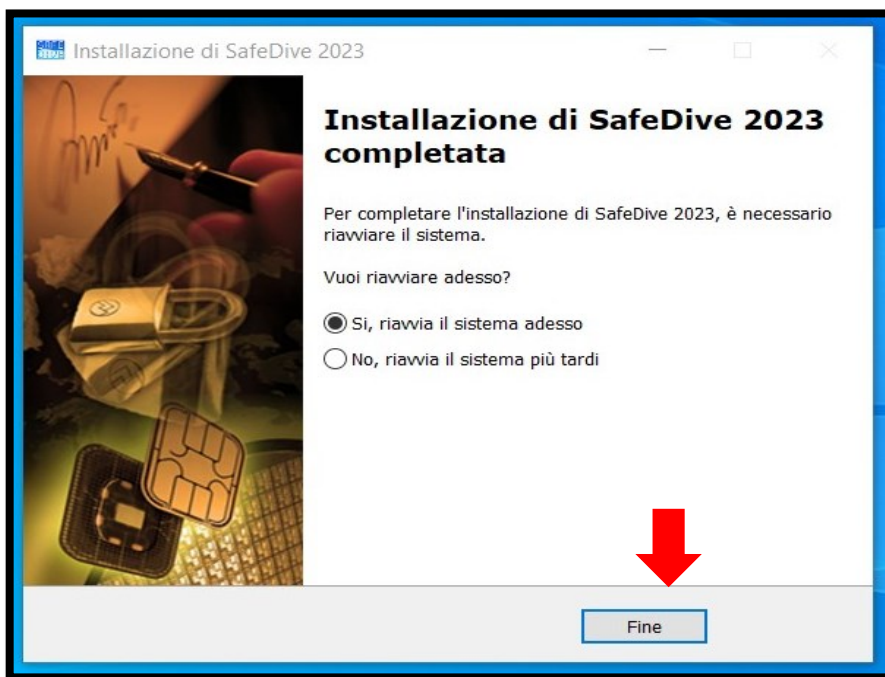 Installazione di SafeDive 2023
Installazione di SafeDive 2023
completata
Per completare l'installazione di SafeDive 2023, è necessario
riavviare il sistema.
Vuoi riavviare adesso?
Si, riavvia il sistema adesso
No, riavvia il sistema più tardi
Fine